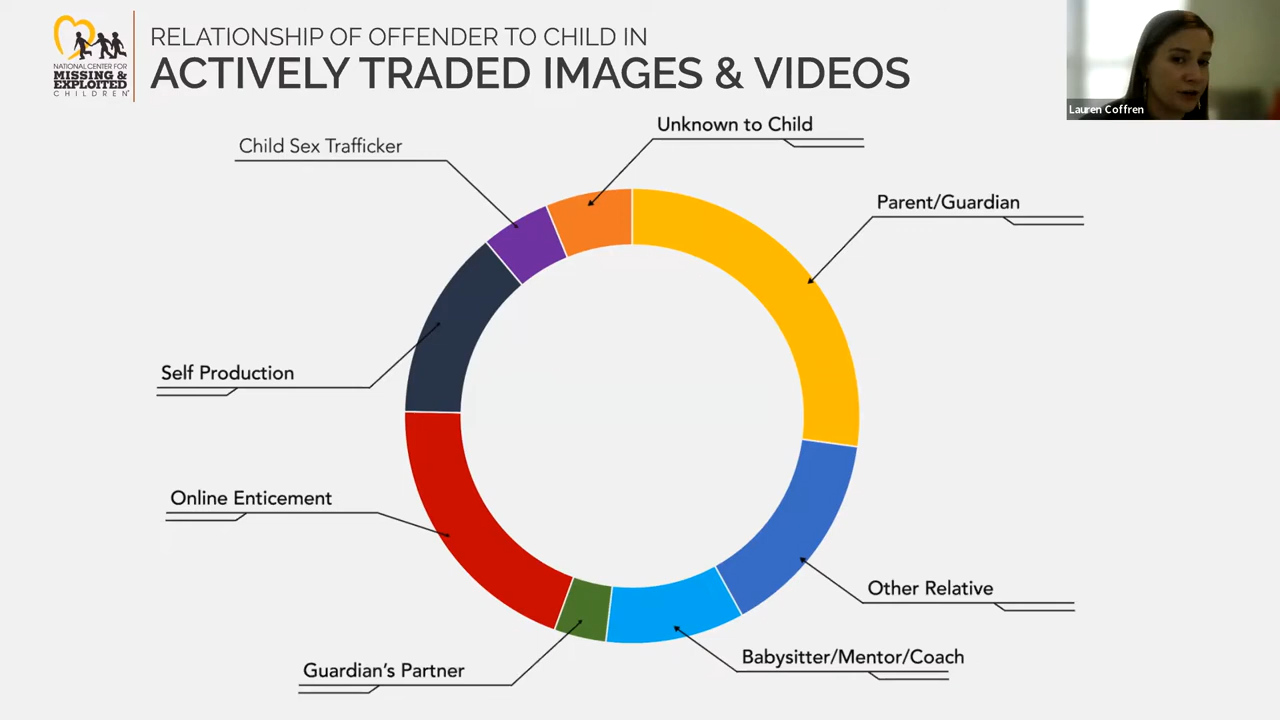 RELATIONSHIP OF OFFENDER TO CHILD IN
ACTIVELY TRADED IMAGES & VIDEOS
NATIONAL CENTER FOR
MISSING &
EXPLOITED
CHILDREN
Lauren Coffren
Unknown to Child
Child Sex Trafficker
Parent/Guardian
Self Production
Online Enticement
Other Relative
Babysitter/Mentor/Coach
Guardian's Partner